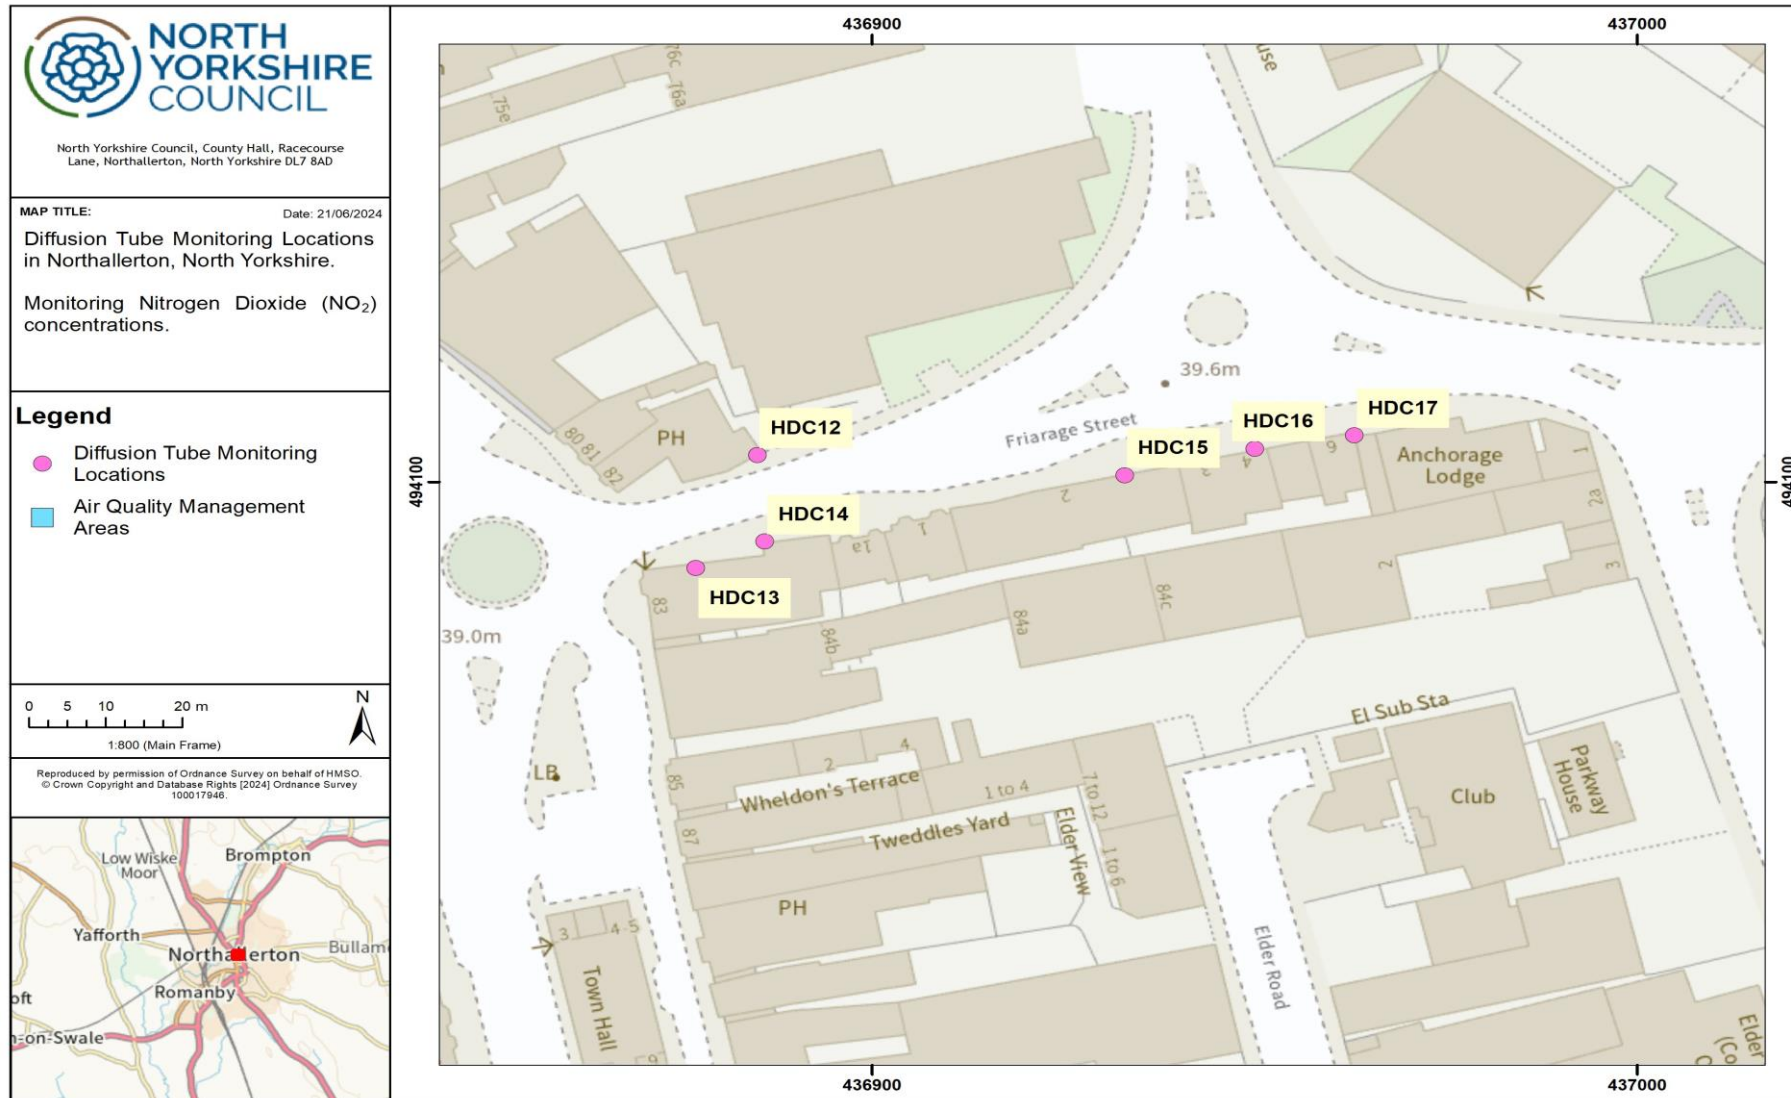 NORTH
YORKSHIRE
COUNCIL
North Yorkshire Council, County Hall, Racecourse
Lane, Northallerton, North Yorkshire DL7 8AD
MAP TITLE:
Date: 21/06/2024
Diffusion Tube Monitoring Locations
in Northallerton, North Yorkshire.
Monitoring Nitrogen Dioxide (NO₂)
concentrations.
Legend
Diffusion Tube Monitoring
Locations
Air Quality Management
Areas
0 5 10 20 m
N
1:800 (Main Frame)
Reproduced by permission of Ordnance Survey on behalf of HMSO.
© Crown Copyright and Database Rights [2024] Ordnance Survey
100017946.
Low Wiske
Moor
Brompton
Yafforth
Northallerton
Bullam
Romanby
oft
n-on-Swale
436900
437000
494100
494100
436900
437000
76c
76a
75e
use
39.6m
Friarage Street
HDC12
HDC16
HDC17
HDC15
HDC14
HDC13
PH
80
81
82
2
3
4
6
Anchorage
Lodge
1
2a
3
1a
1
83
84b
84a
84c
2
39.0m
LB
El Sub Sta
85
2
4
Wheldon's Terrace
1 to 4
7 to 12
87
Tweddles Yard
Elder View
1 to 6
Club
Parkway
House
PH
3
4-5
Town Hall
Elder Road
Elder
(Co